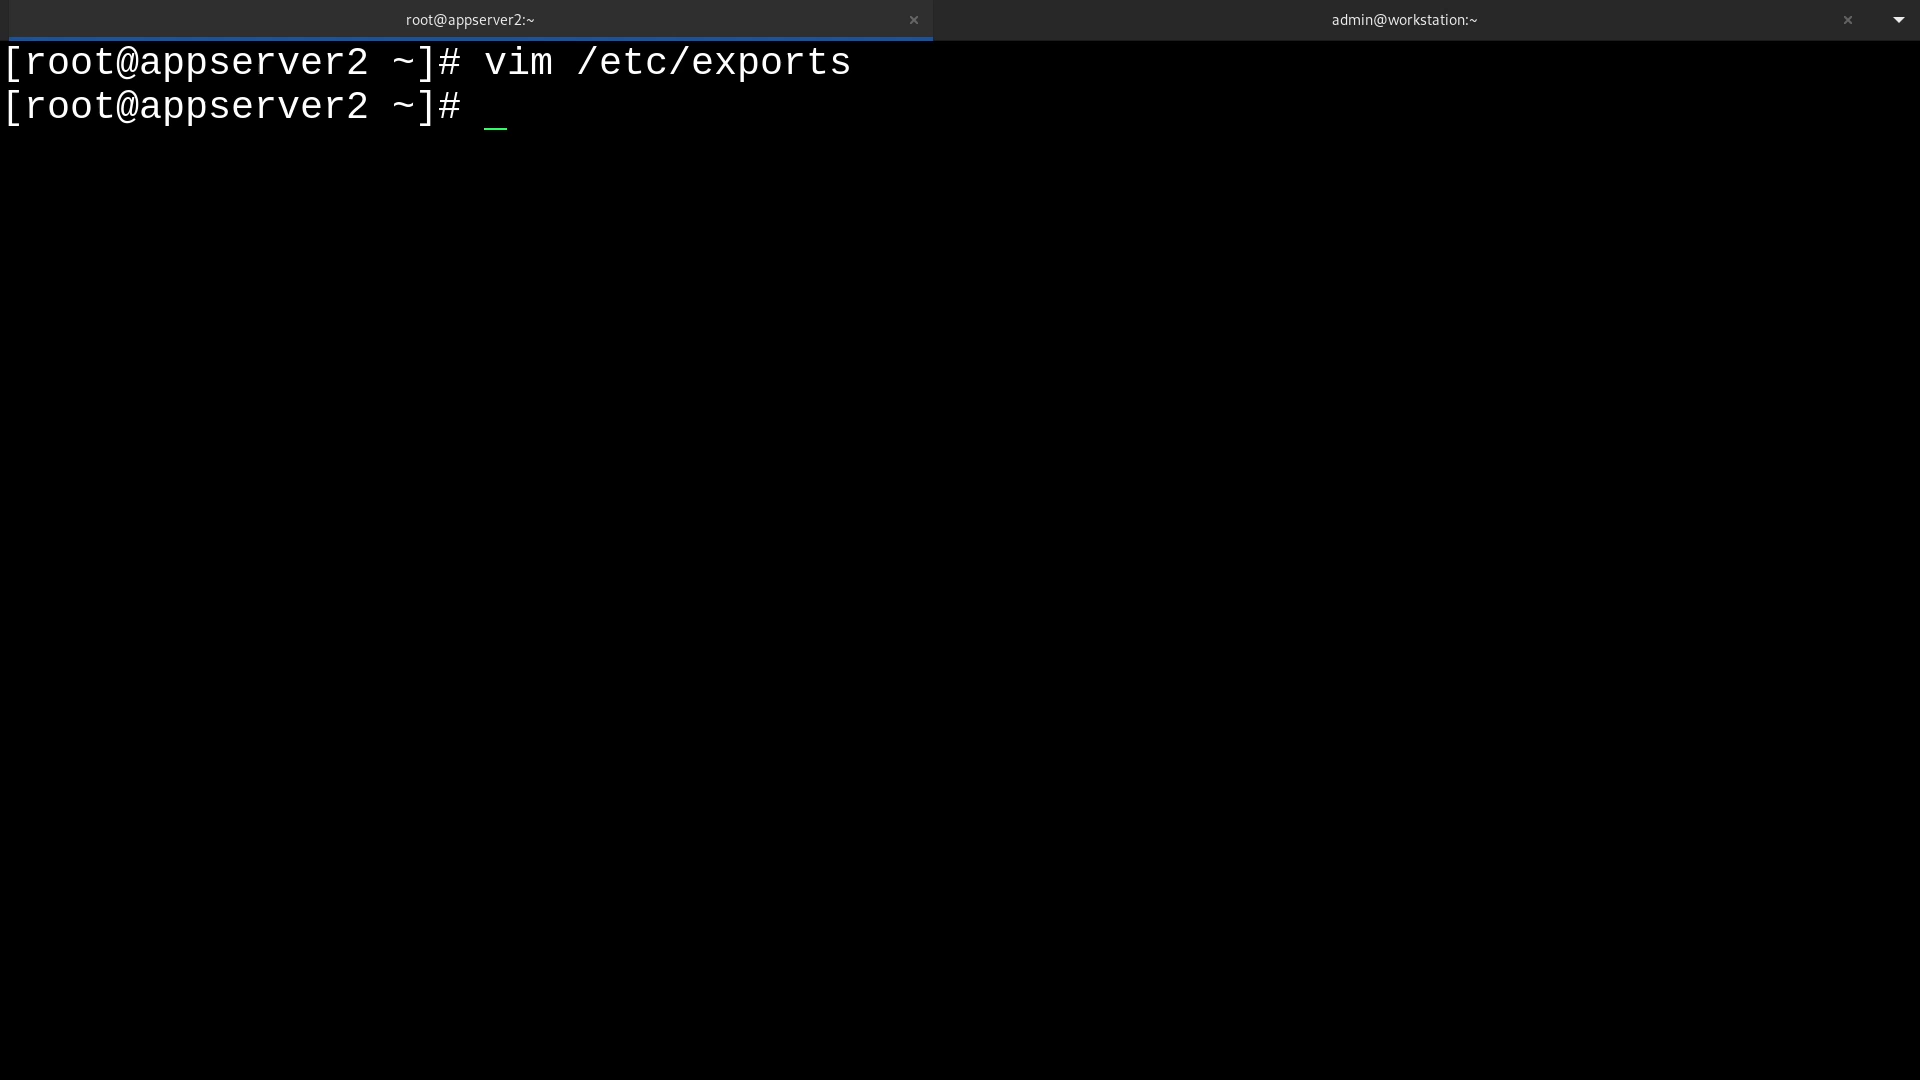 root@appserver2:~ × admin@workstation:~ ×
[root@appserver2 ~]# vim /etc/exports
[root@appserver2 ~]# _